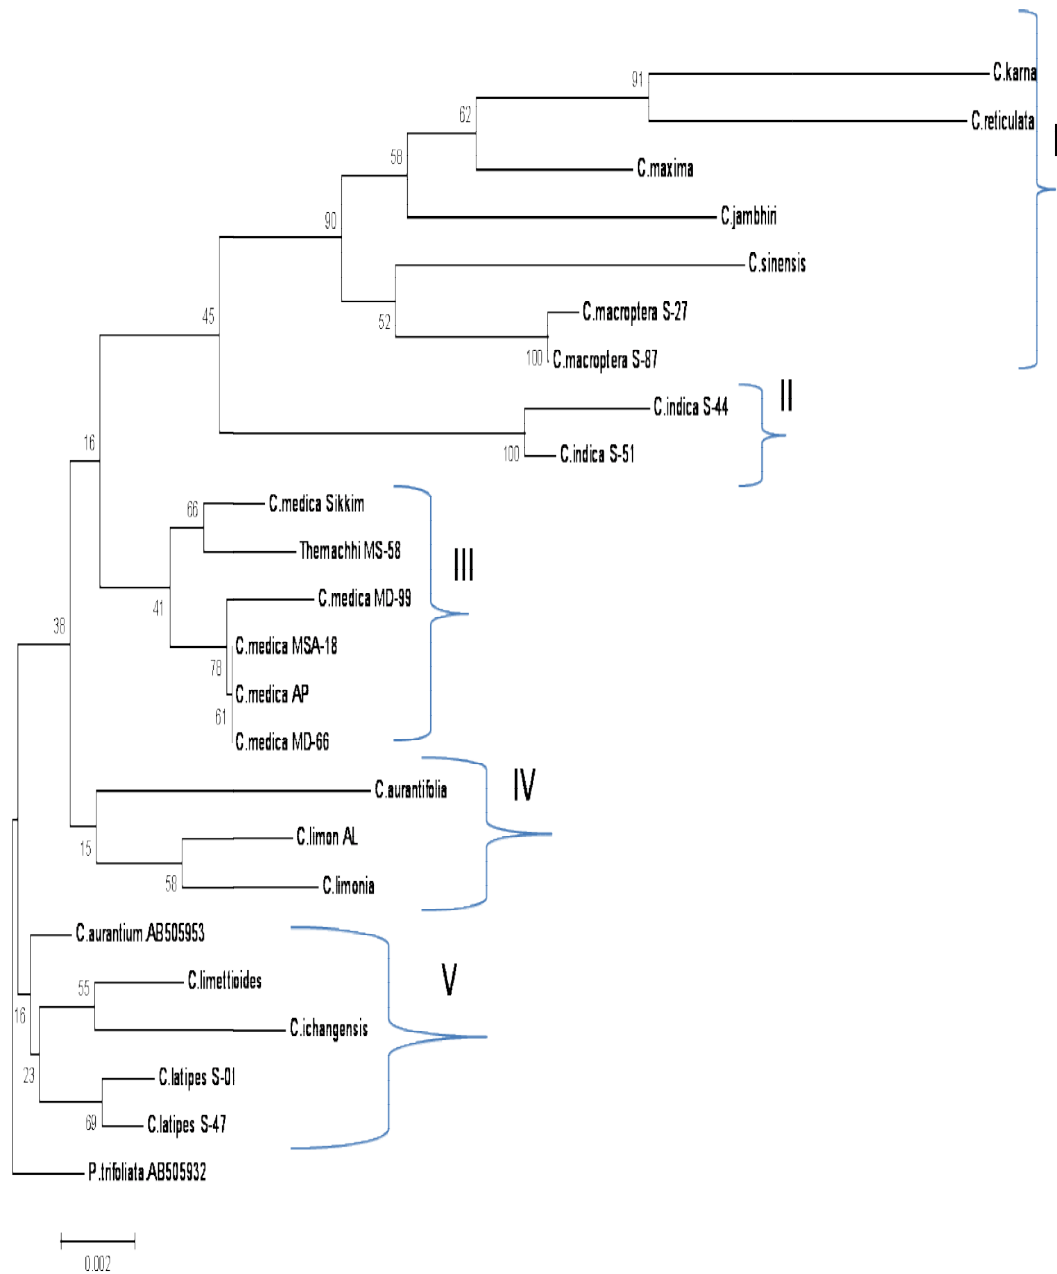 C.karna
91
C.reticulata
I
62
C.maxima
58
C.jambhiri
90
C.sinensis
C.macroptera S-27
52
45
100
C.macroptera S-87
II
C.indica S-44
16
100
C.indica S-51
C.medica Sikkim
66
Themachhi MS-58
III
C.medica MD-99
41
38
C.medica MSA-18
78
C.medica AP
61
C.medica MD-66
IV
C.aurantifolia
C.limon AL
15
58
C.limonia
C.aurantium AB505953
V
55
C.limettioides
16
C.ichangensis
23
C.latipes S-01
69
C.latipes S-47
P.trifoliata AB505932
0.002